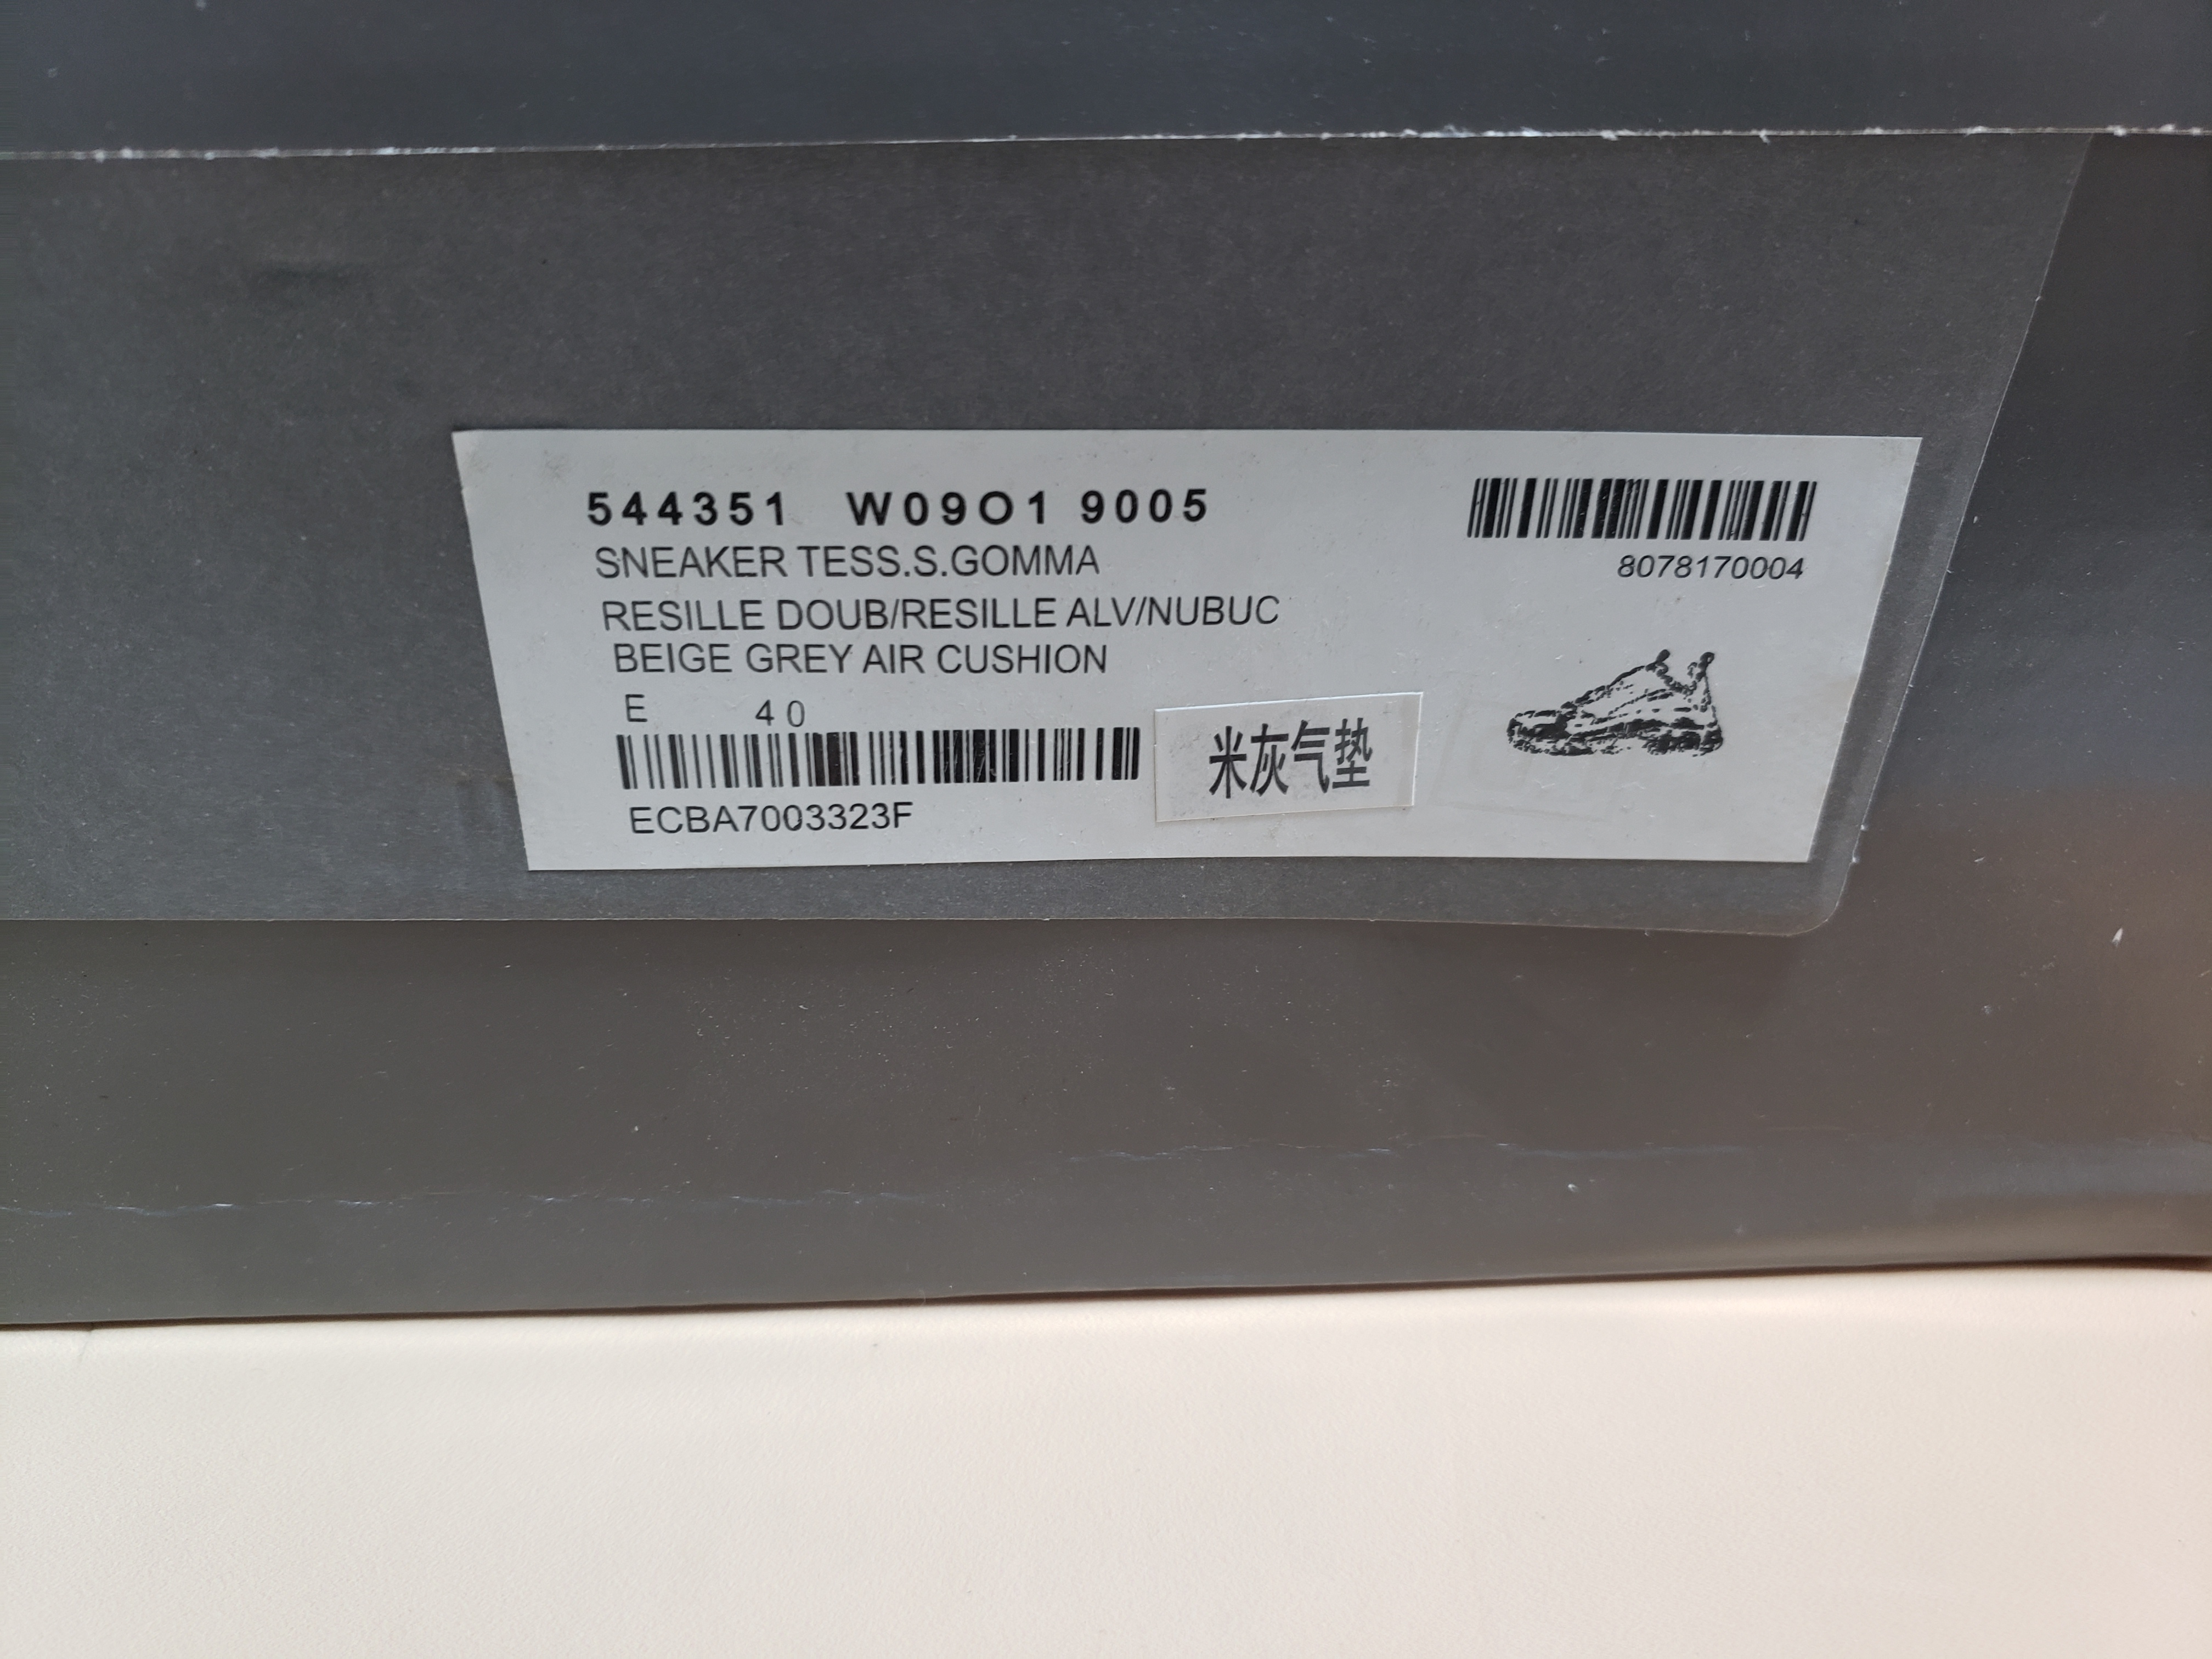 544351 W09O1 9005
SNEAKER TESS.S.GOMMA
RESILLE DOUB/RESILLE ALV/NUBUC
BEIGE GREY AIR CUSHION
E 40
ECBA7003323F
8078170004
米灰气垫